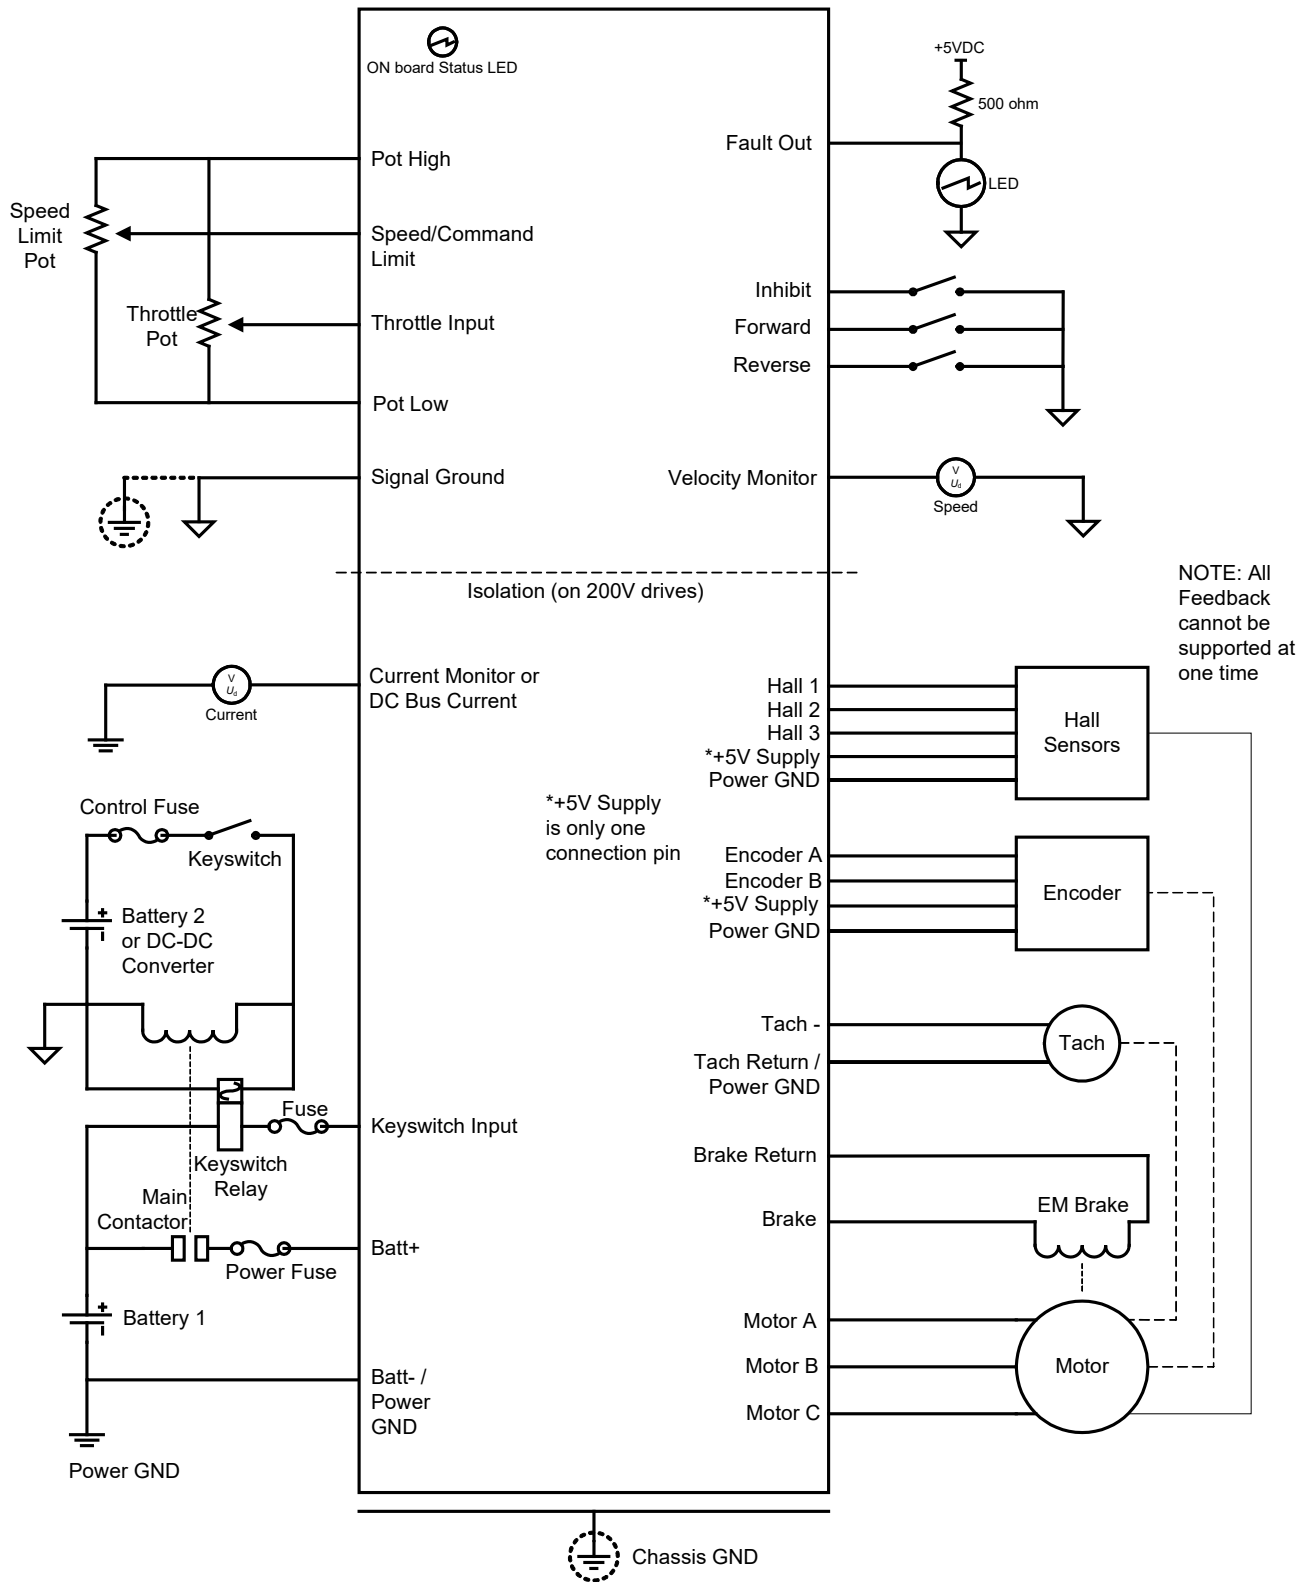 ON board Status LED
+5VDC
500 ohm
Fault Out
LED
Pot High
Speed
Limit
Pot
Speed/Command
Limit
Throttle
Pot
Throttle Input
Pot Low
Inhibit
Forward
Reverse
Signal Ground
Velocity Monitor
V
Ud
Speed
Isolation (on 200V drives)
NOTE: All
Feedback
cannot be
supported at
one time
V
Ud
Current
Current Monitor or
DC Bus Current
Hall 1
Hall 2
Hall 3
*+5V Supply
Power GND
Hall
Sensors
Control Fuse
Keyswitch
*+5V Supply
is only one
connection pin
Encoder A
Encoder B
*+5V Supply
Power GND
Encoder
+
Battery 2
or DC-DC
Converter
Tach -
Tach Return /
Power GND
Tach
Fuse
Keyswitch Input
Keyswitch
Relay
Brake Return
Brake
EM Brake
Main
Contactor
Batt+
Power Fuse
+
Battery 1
Motor A
Motor B
Motor C
Motor
Batt- /
Power
GND
Power GND
Chassis GND